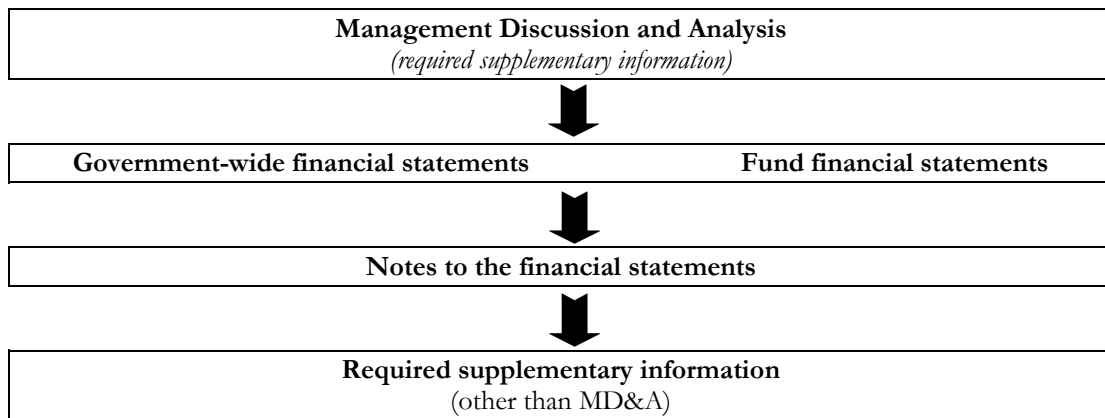 Management Discussion and Analysis
(required supplementary information)
Government-wide financial statements Fund financial statements
Notes to the financial statements
Required supplementary information
(other than MD&A)